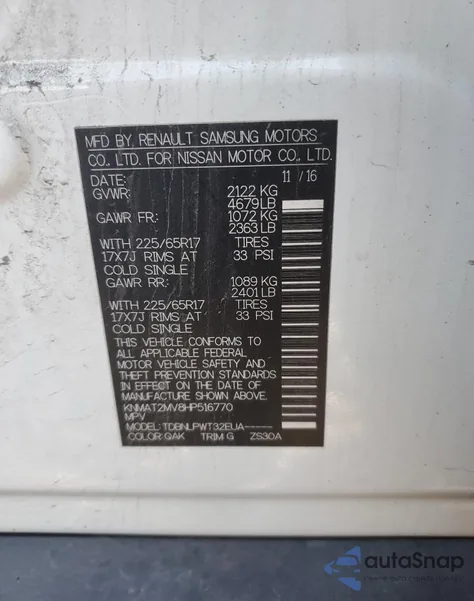 MFD BY RENAULT SAMSUNG MOTORS
CO., LTD. FOR NISSAN MOTOR CO., LTD.
DATE: 11 / 16
GVWR: 2122 KG
4679 LB
GAWR FR: 1072 KG
2363 LB
WITH 225/65R17 TIRES
17X7J RIMS AT 33 PSI
COLD SINGLE
GAWR RR: 1089 KG
2401 LB
WITH 225/65R17 TIRES
17X7J RIMS AT 33 PSI
COLD SINGLE
THIS VEHICLE CONFORMS TO
ALL APPLICABLE FEDERAL
MOTOR VEHICLE SAFETY AND
THEFT PREVENTION STANDARDS
IN EFFECT ON THE DATE OF
MANUFACTURE SHOWN ABOVE.
KNMAT2MV8HP516770
MPV
MODEL: TDBNLPWT32EUA-----
COLOR: QAK TRIM: G ZS30A
autoSnap